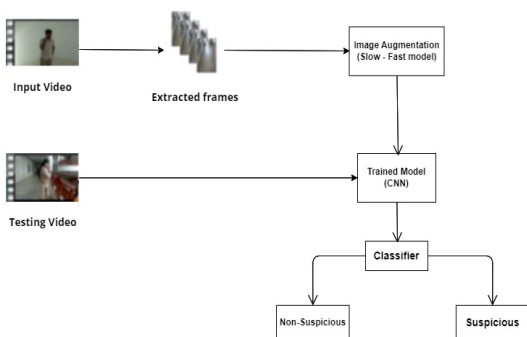 Image Augmentation
(Slow - Fast model)
Input Video
Extracted frames
Trained Model
(CNN)
Testing Video
Classifier
Non-Suspicious
Suspicious